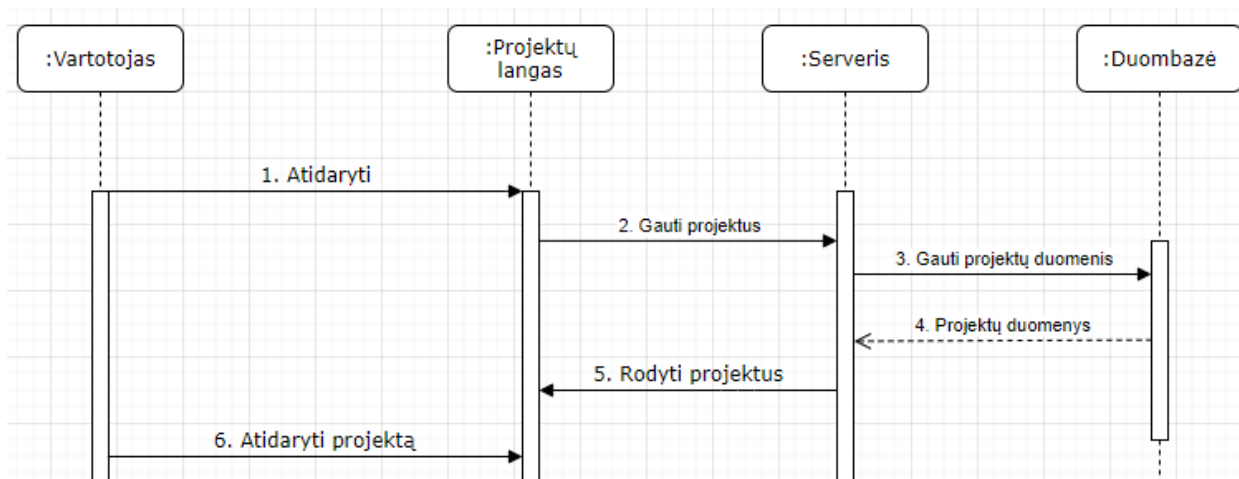 :Vartotojas
:Projektų
langas
:Serveris
:Duombazė
1. Atidaryti
2. Gauti projektus
3. Gauti projektų duomenis
4. Projektų duomenys
5. Rodyti projektus
6. Atidaryti projektą